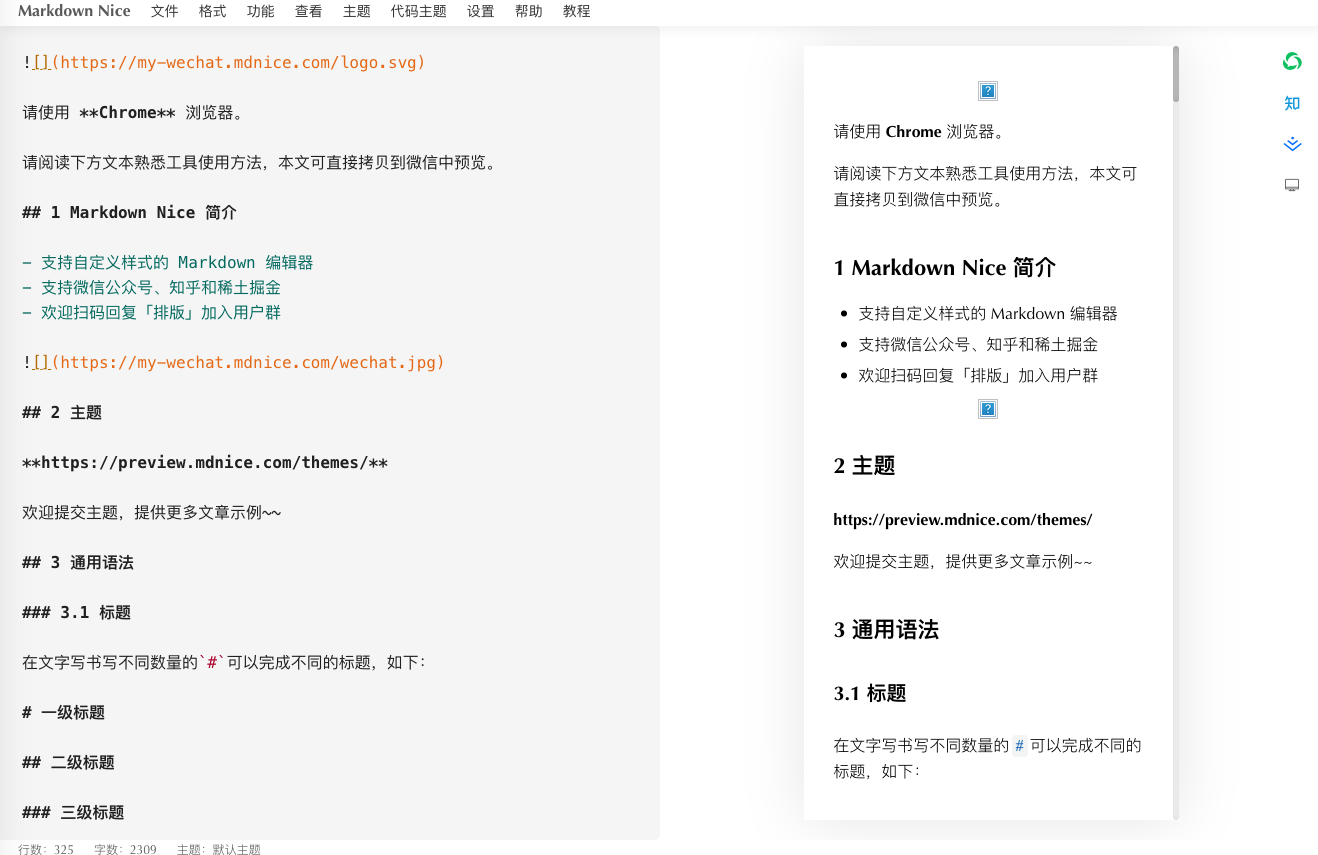 Markdown Nice 文件 格式 功能 查看 主题 代码主题 设置 帮助 教程
![](https://my-wechat.mdnice.com/logo.svg)
请使用 **Chrome** 浏览器。
请阅读下方文本熟悉工具使用方法，本文可直接拷贝到微信中预览。
## 1 Markdown Nice 简介
- 支持自定义样式的 Markdown 编辑器
- 支持微信公众号、知乎和稀土掘金
- 欢迎扫码回复「排版」加入用户群
![](https://my-wechat.mdnice.com/wechat.jpg)
## 2 主题
**https://preview.mdnice.com/themes/**
欢迎提交主题，提供更多文章示例~~
## 3 通用语法
### 3.1 标题
在文字写书写不同数量的`#`可以完成不同的标题，如下：
# 一级标题
## 二级标题
### 三级标题
请使用 Chrome 浏览器。
请阅读下方文本熟悉工具使用方法，本文可
直接拷贝到微信中预览。
1 Markdown Nice 简介
• 支持自定义样式的 Markdown 编辑器
• 支持微信公众号、知乎和稀土掘金
• 欢迎扫码回复「排版」加入用户群
2 主题
https://preview.mdnice.com/themes/
欢迎提交主题，提供更多文章示例~~
3 通用语法
3.1 标题
在文字写书写不同数量的 # 可以完成不同的
标题，如下：
知
行数：325 字数：2309 主题：默认主题